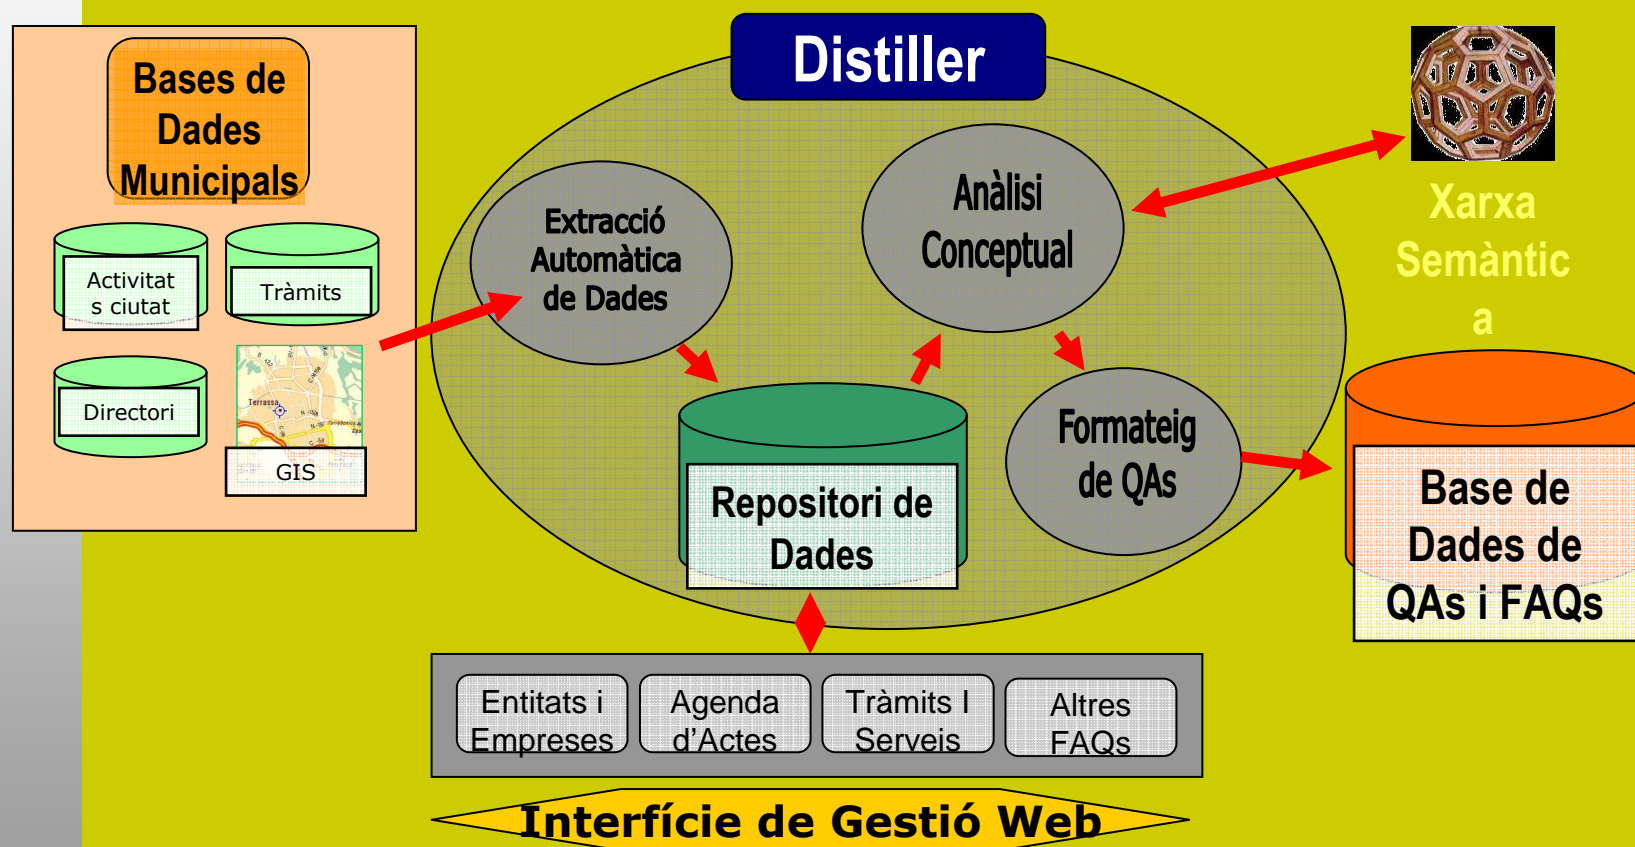 Distiller
Bases de
Dades
Municipals
Activitat
s ciutat
Tràmits
Directori
Terrassa
GIS
Extracció
Automàtica
de Dades
Anàlisi
Conceptual
Xarxa
Semàntic
a
Repositori de
Dades
Formateig
de QAs
Base de
Dades de
QAs i FAQs
Entitats i
Empreses
Agenda
d'Actes
Tràmits I
Serveis
Altres
FAQs
Interfície de Gestió Web